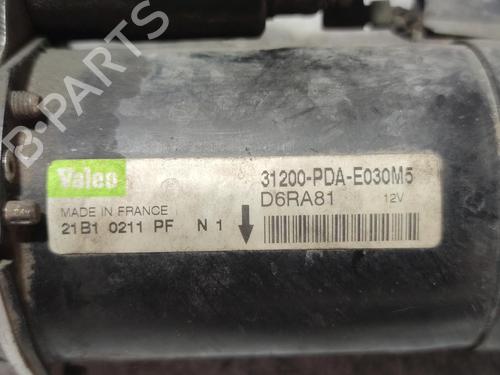 B-PARTS
Valeo
MADE IN FRANCE
21B1 0211 PF N 1
31200-PDA-E030M5
D6RA81 12V